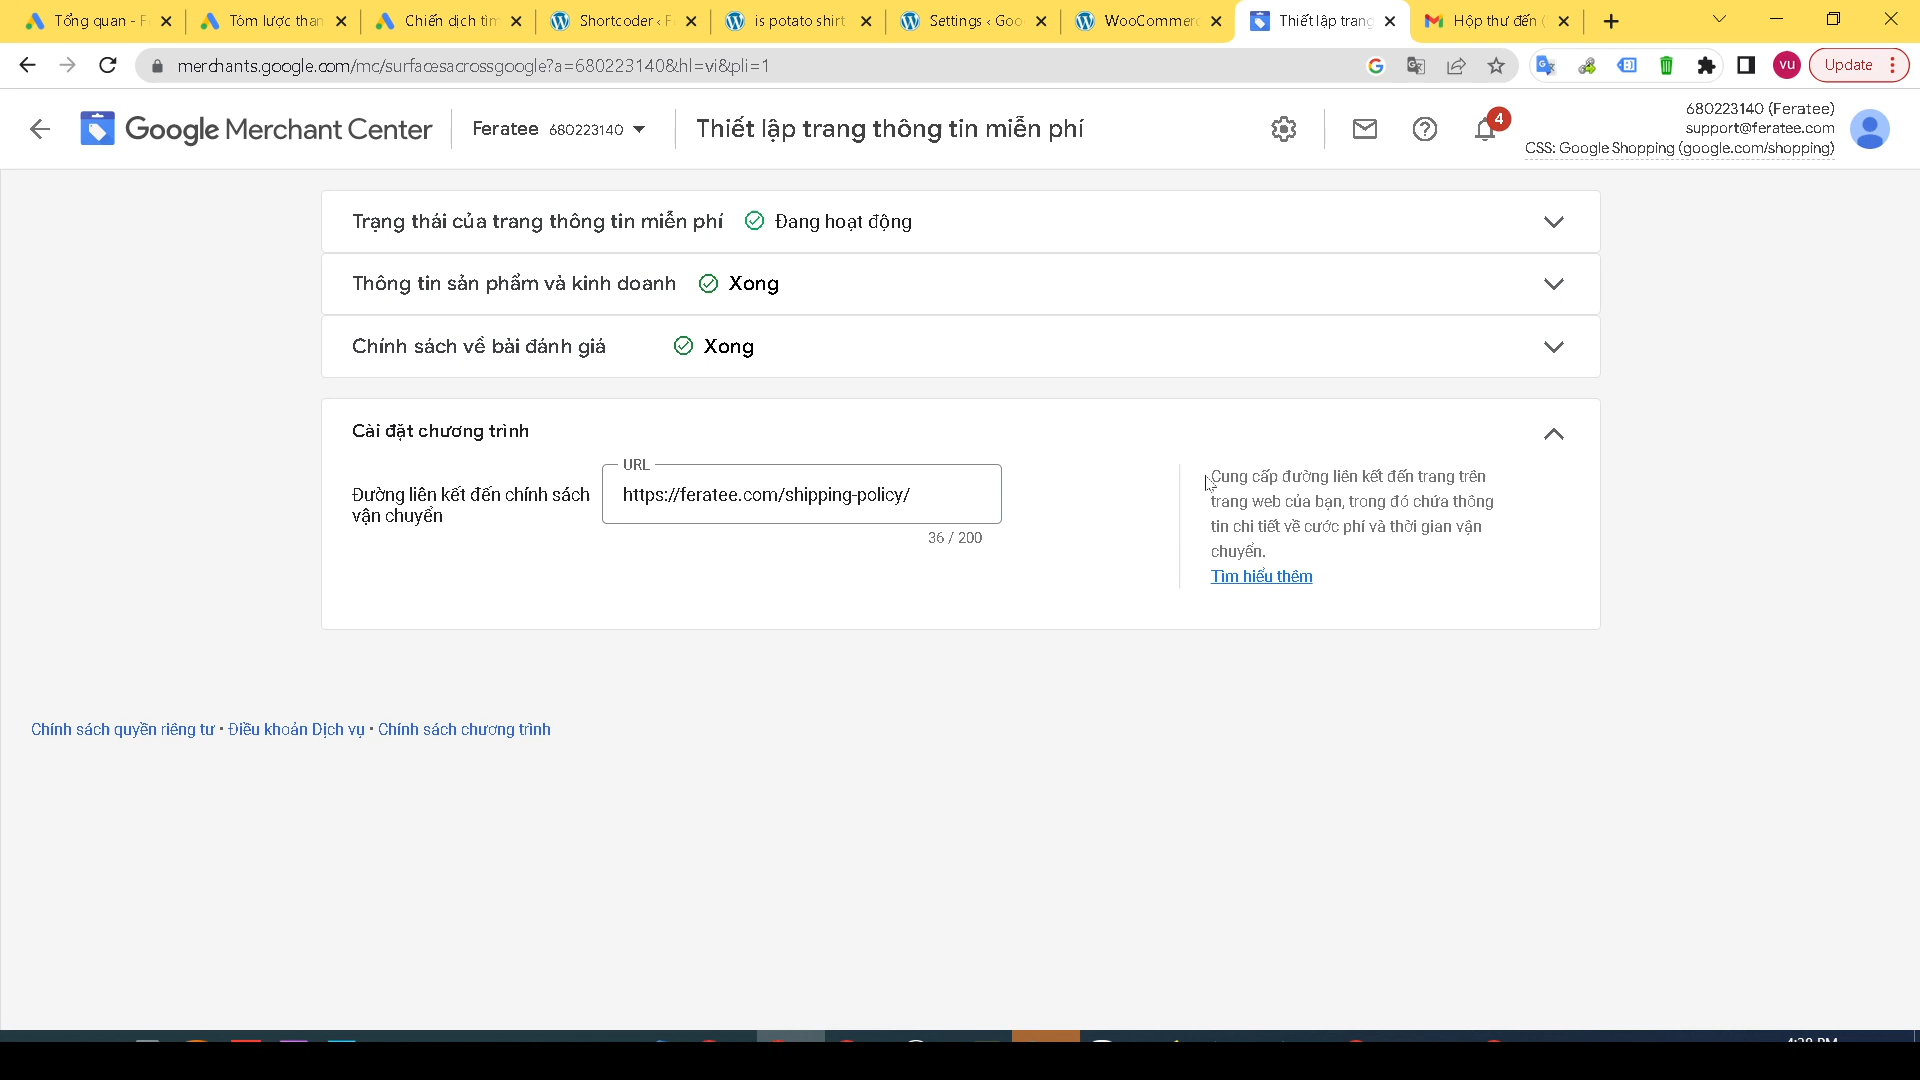 Tổng quan - F
Tóm lược than
Chiến dịch tìm
Shortcoder ‹ F
is potato shirt
Settings ‹ Goo
WooCommer
Thiết lập trang
Hộp thư đến (
merchants.google.com/mc/surfacesacrossgoogle?a=680223140&hl=vi&pli=1
VU
Update
Google Merchant Center
Feratee 680223140
Thiết lập trang thông tin miễn phí
4
680223140 (Feratee)
support@feratee.com
CSS: Google Shopping (google.com/shopping)
Trạng thái của trang thông tin miễn phí Đang hoạt động
Thông tin sản phẩm và kinh doanh Xong
Chính sách về bài đánh giá Xong
Cài đặt chương trình
Đường liên kết đến chính sách
vận chuyển
URL
https://feratee.com/shipping-policy/
36 / 200
Cung cấp đường liên kết đến trang trên
trang web của bạn, trong đó chứa thông
tin chi tiết về cước phí và thời gian vận
chuyển.
Tìm hiểu thêm
Chính sách quyền riêng tư • Điều khoản Dịch vụ • Chính sách chương trình